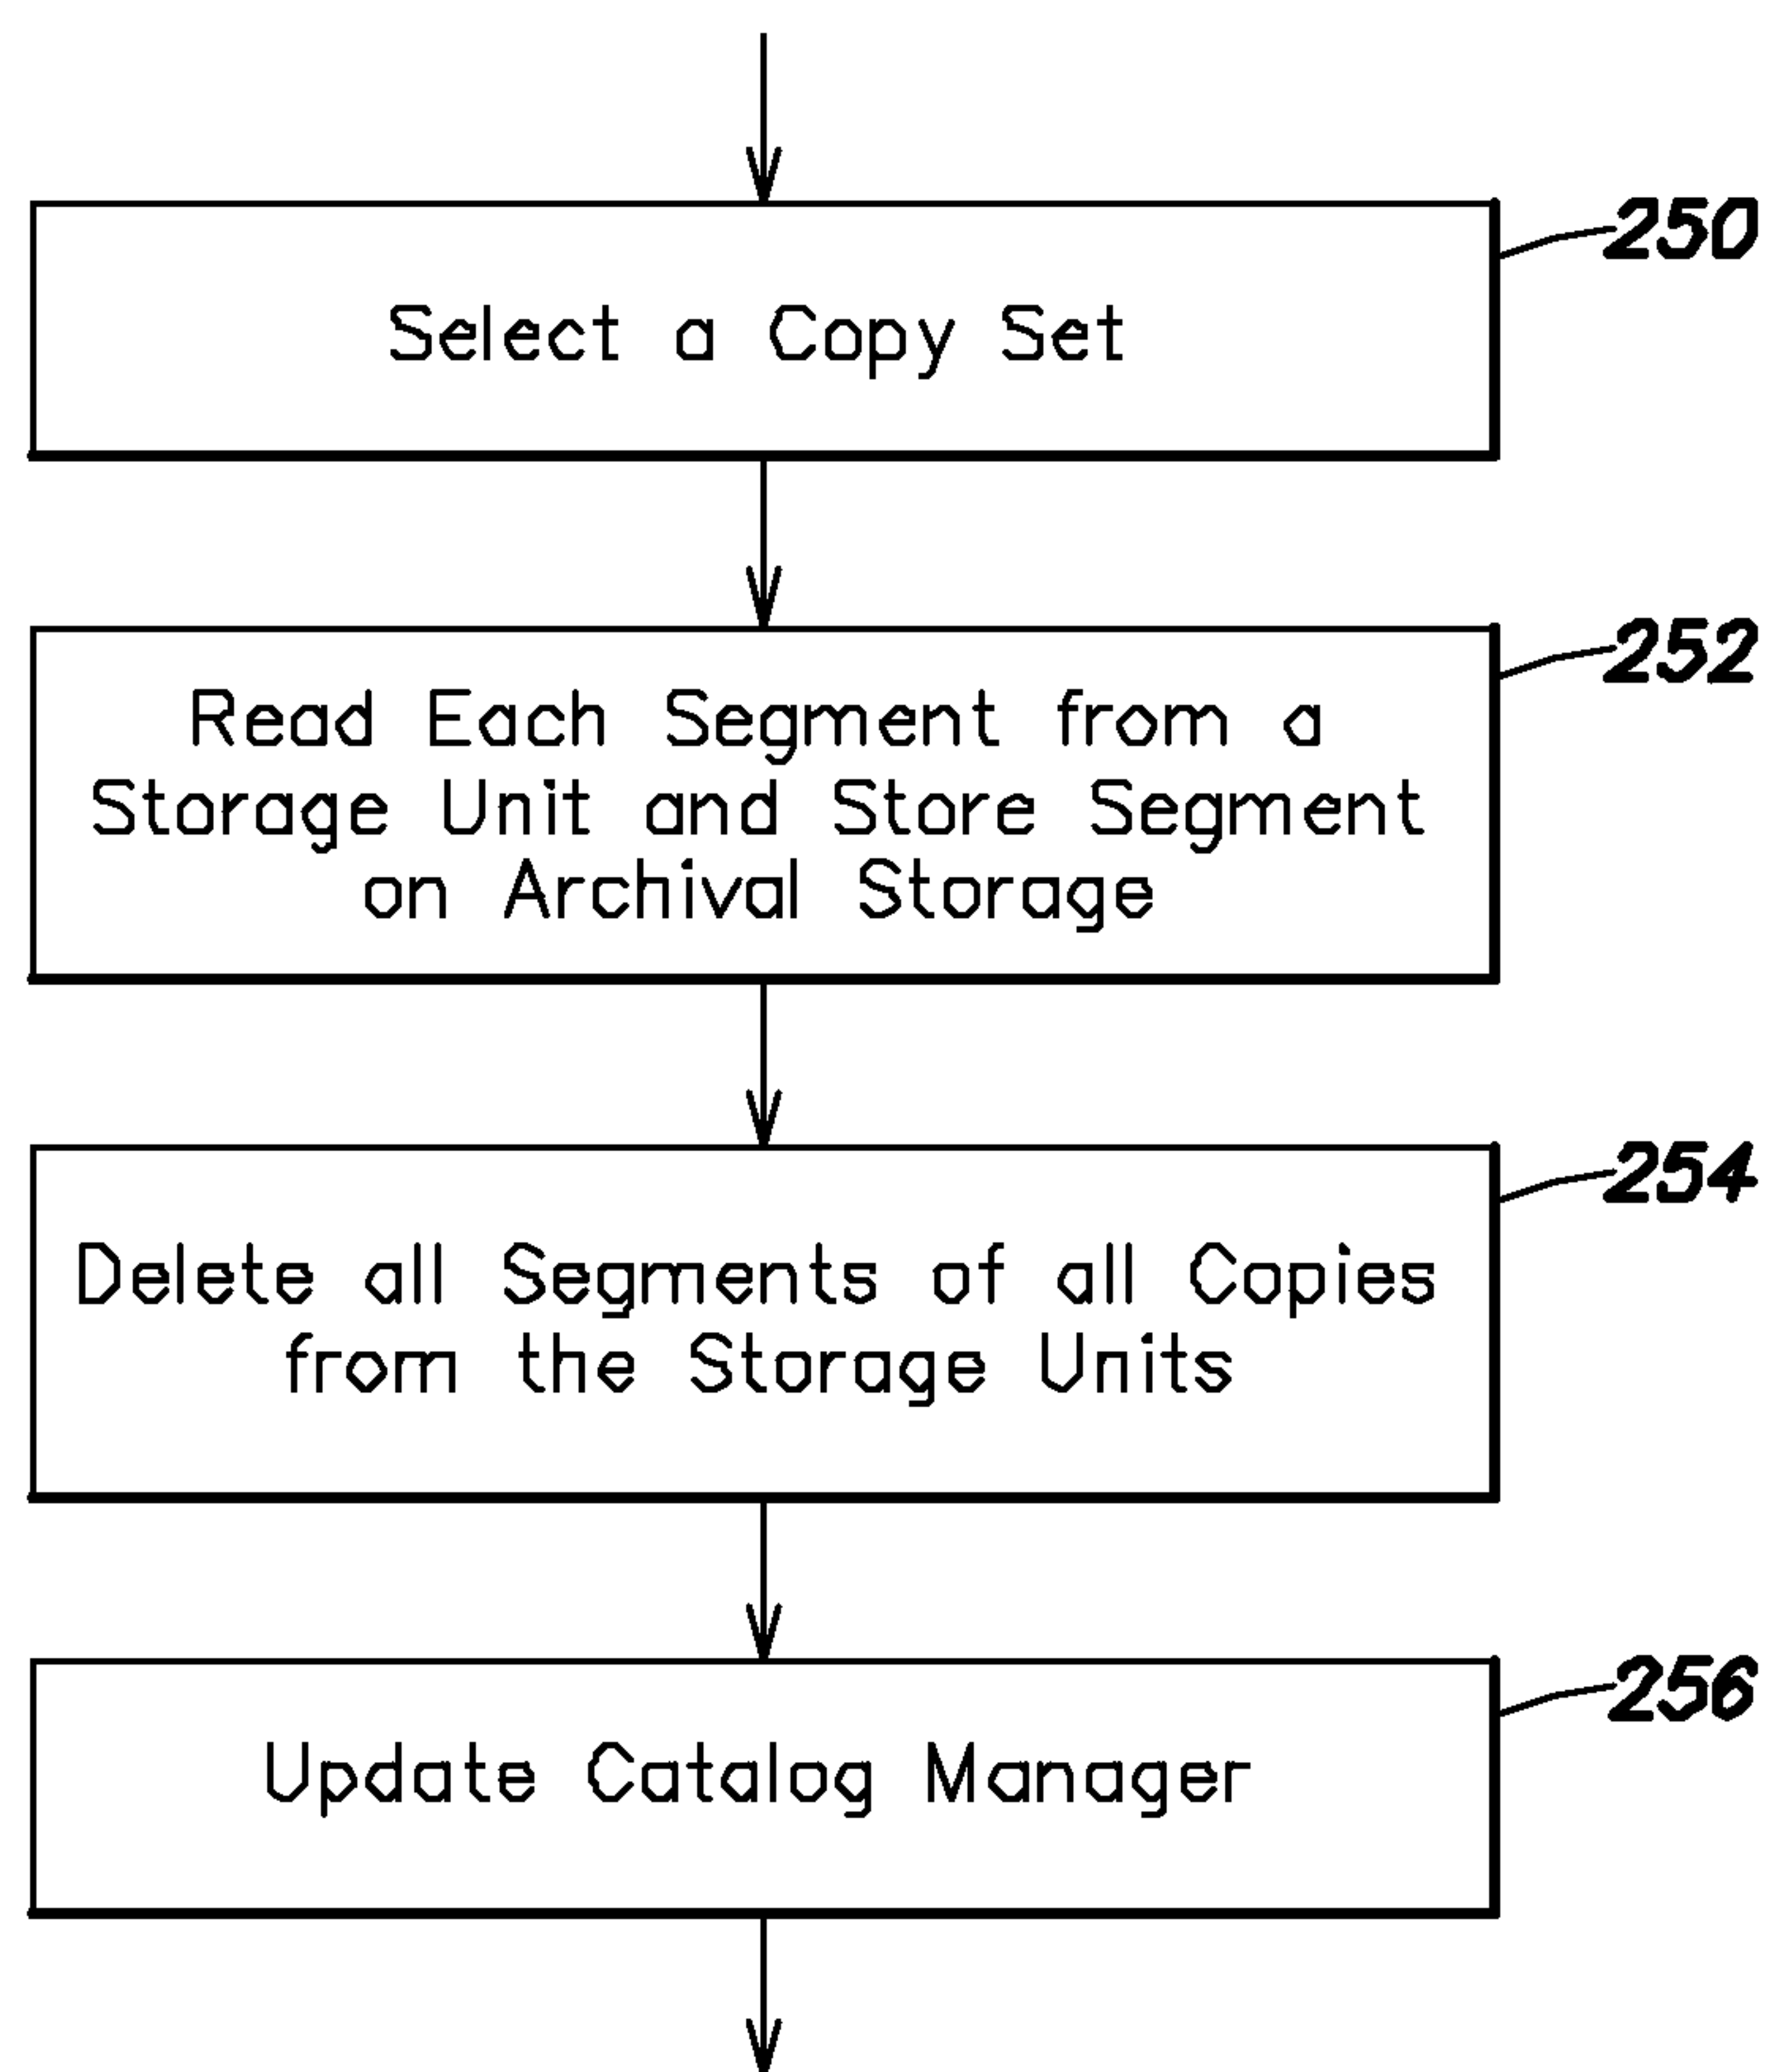 250
Select a Copy Set
252
Read Each Segment from a
Storage Unit and Store Segment
on Archival Storage
254
Delete all Segments of all Copies
from the Storage Units
256
Update Catalog Manager